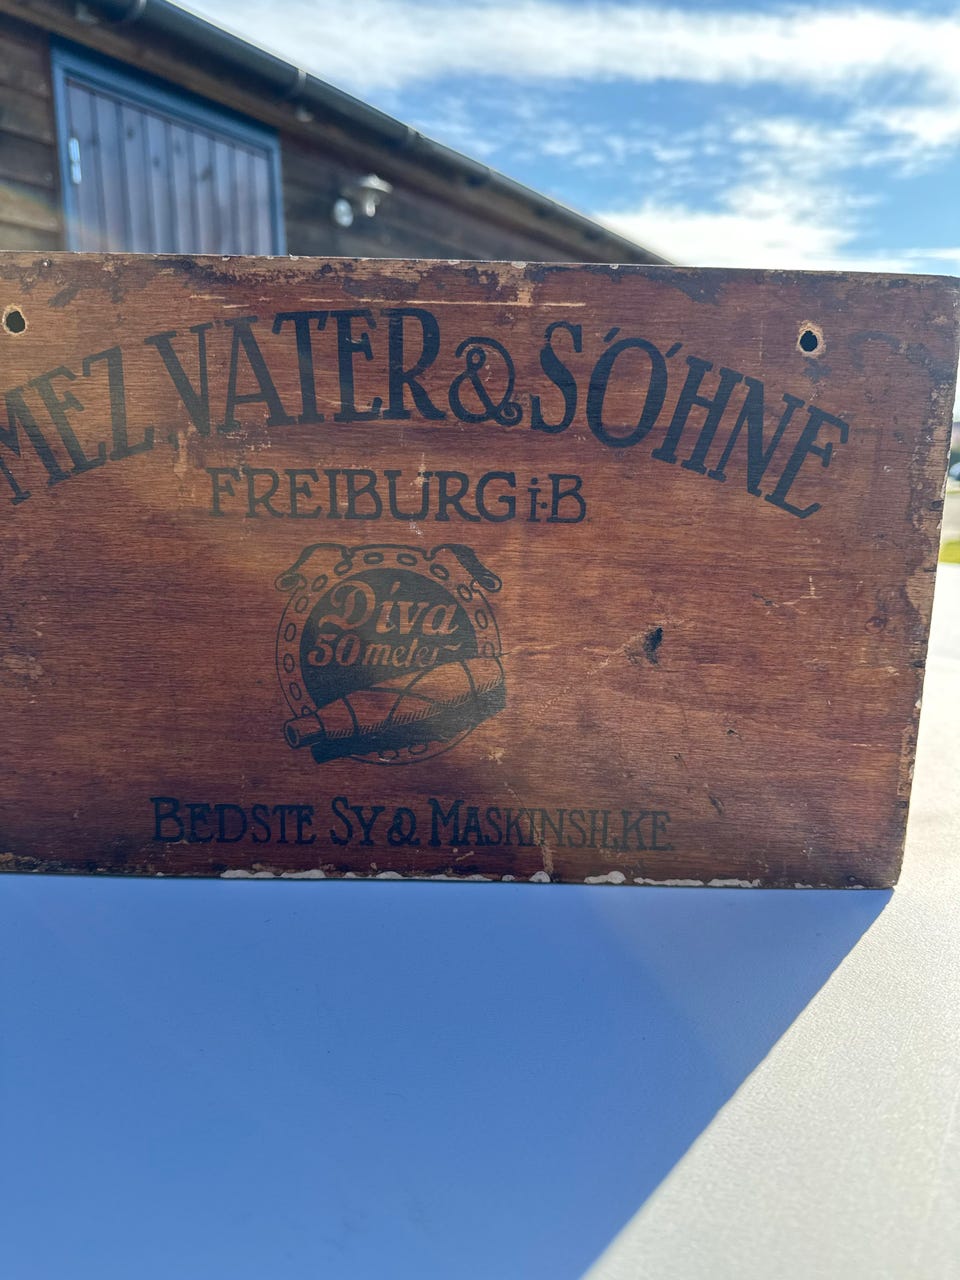 MEZ VATER & SÖHNE
FREIBURG i·B
Diva
50 meter
BEDSTE SY & MASKINSILKE